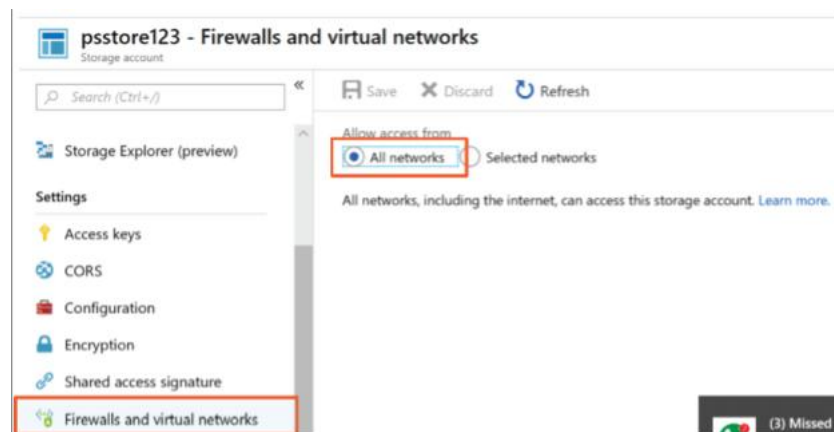 psstore123 - Firewalls and virtual networks
Storage account
Search (Ctrl+/)
«
Save
Discard
Refresh
Storage Explorer (preview)
Settings
Access keys
CORS
Configuration
Encryption
Shared access signature
Firewalls and virtual networks
Allow access from
All networks
Selected networks
All networks, including the internet, can access this storage account. Learn more.
(3) Missed